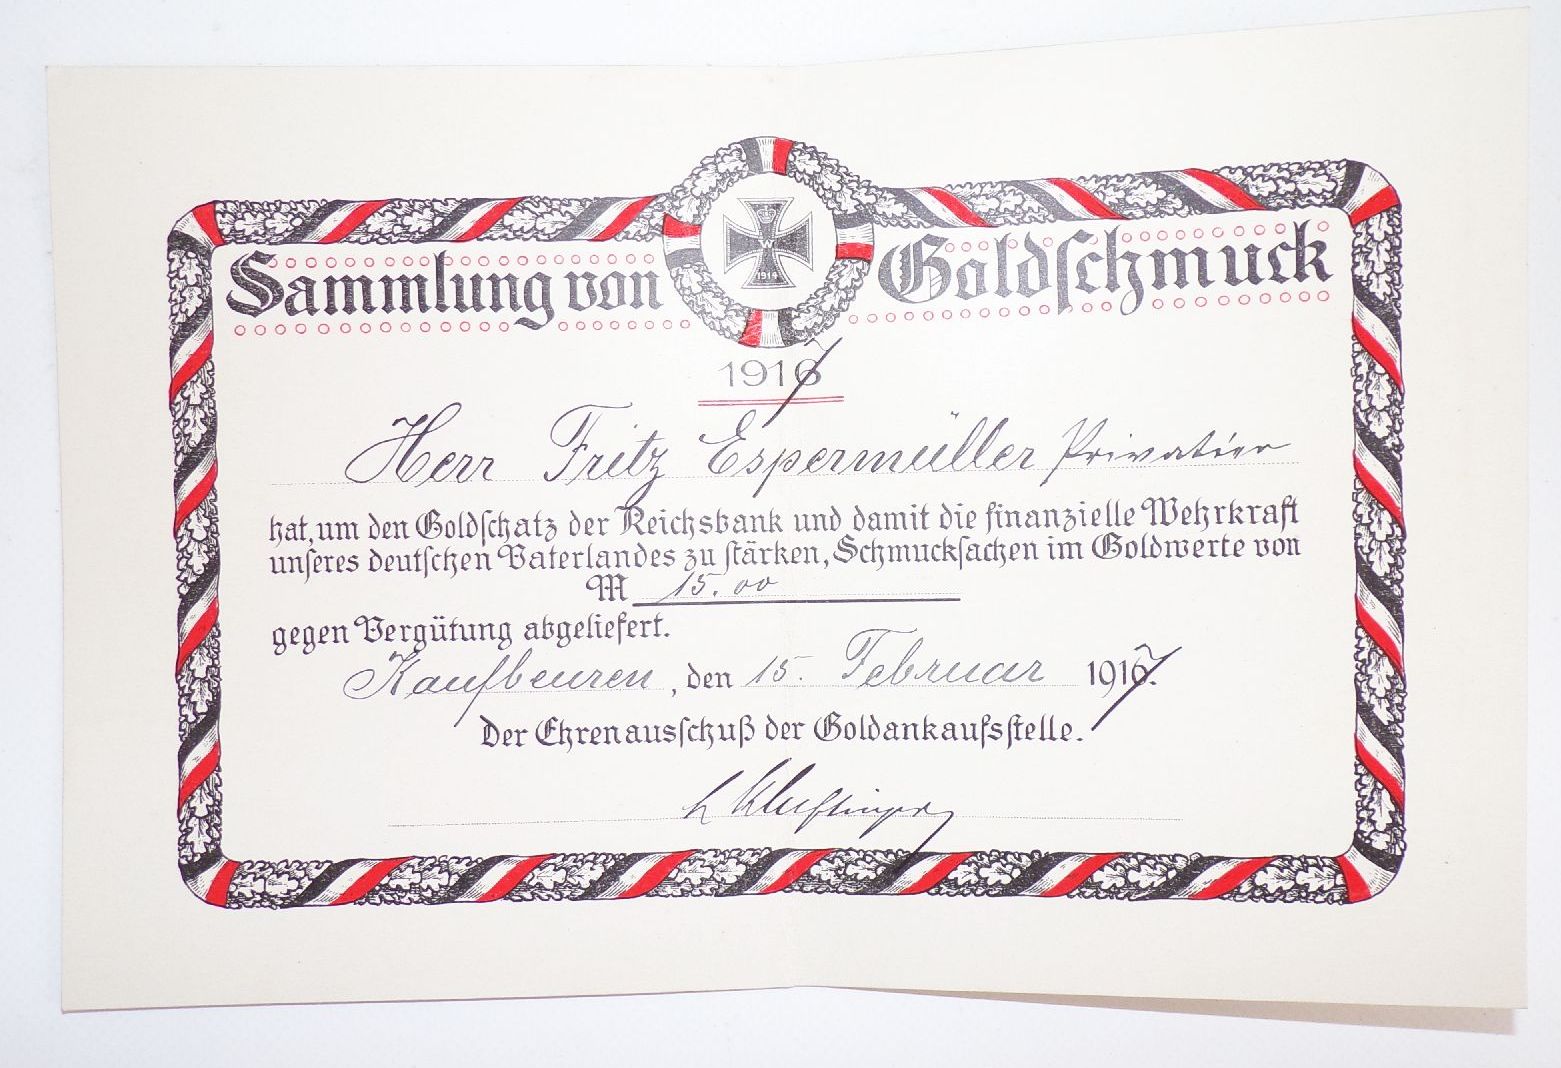 Sammlung von Goldschmuck
W
1914
1917
Herr Fritz Espermüller Privatier
hat, um den Goldschatz der Reichsbank und damit die finanzielle Wehrkraft
unseres deutschen Vaterlandes zu stärken, Schmucksachen im Goldwerte von
M 15.00
gegen Vergütung abgeliefert.
Kaufbeuren, den 15. Februar 1917.
Der Ehrenausschuß der Goldankaufsstelle.